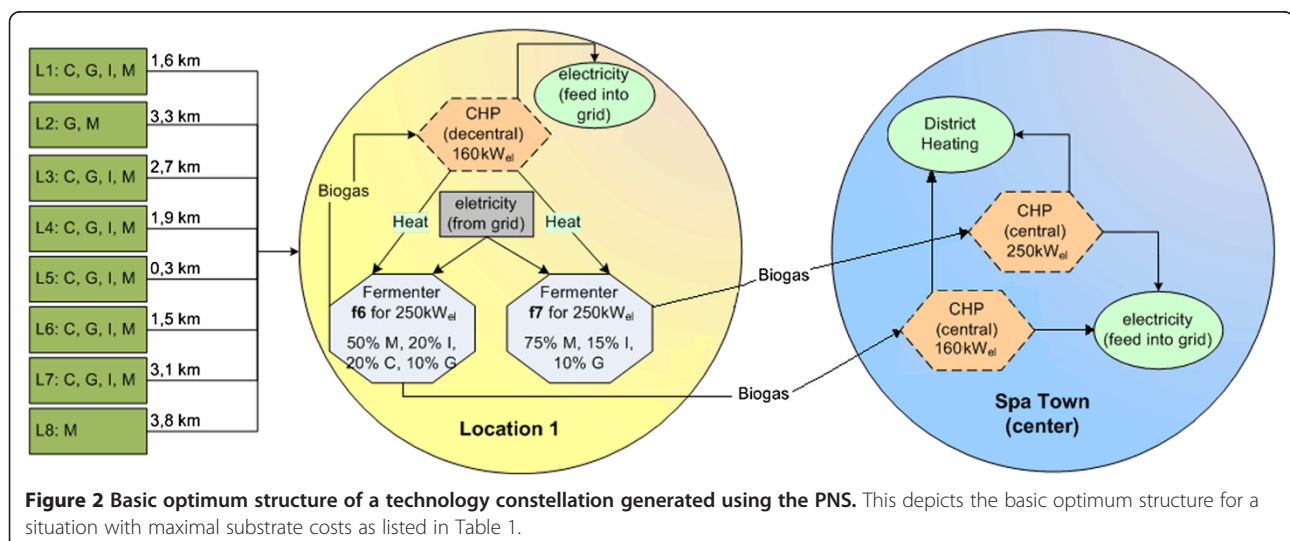 L1: C, G, I, M
1,6 km
L2: G, M
3,3 km
L3: C, G, I, M
2,7 km
L4: C, G, I, M
1,9 km
L5: C, G, I, M
0,3 km
L6: C, G, I, M
1,5 km
L7: C, G, I, M
3,1 km
L8: M
3,8 km
electricity
(feed into
grid)
CHP
(decentral)
160kWel
Biogas
Heat
eletricity
(from grid)
Heat
Fermenter
f6 for 250kWel
50% M, 20% I,
20% C, 10% G
Fermenter
f7 for 250kWel
75% M, 15% I,
10% G
Location 1
Biogas
Biogas
District
Heating
CHP
(central)
250kWel
CHP
(central)
160kWel
electricity
(feed into grid)
Spa Town
(center)
Figure 2 Basic optimum structure of a technology constellation generated using the PNS. This depicts the basic optimum structure for a
situation with maximal substrate costs as listed in Table 1.